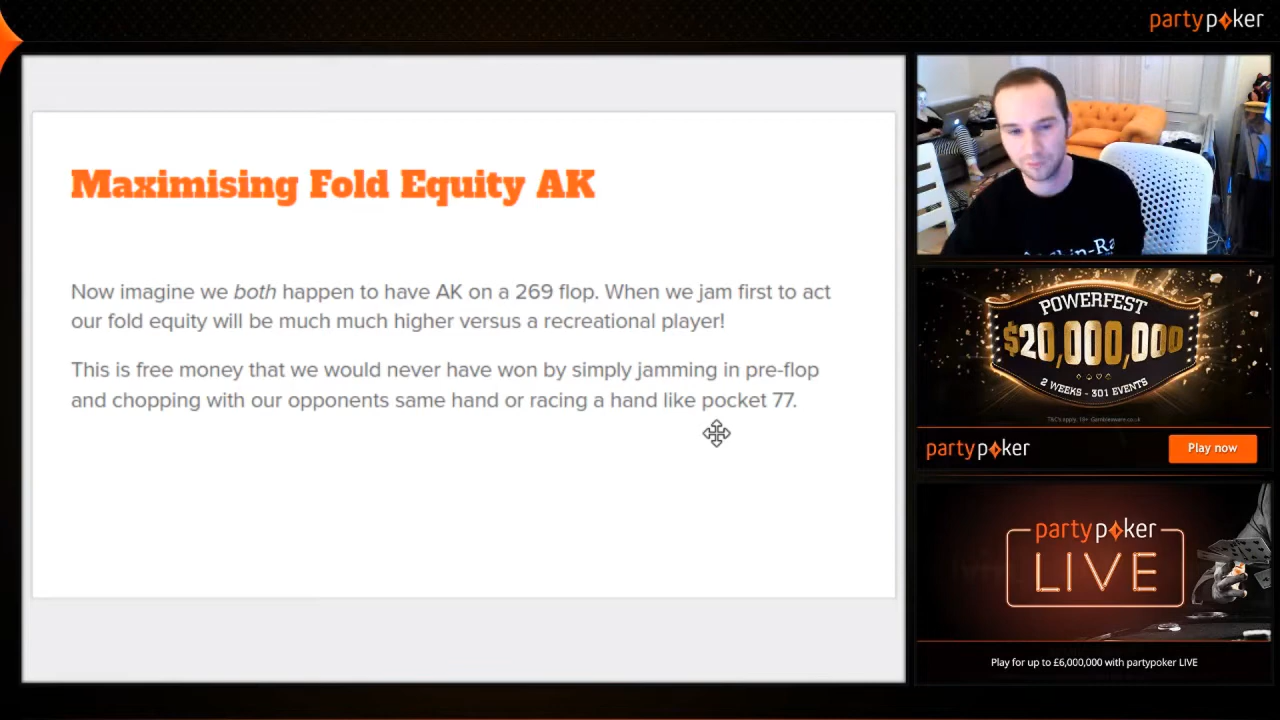 partypoker
Maximising Fold Equity AK
Now imagine we both happen to have AK on a 269 flop. When we jam first to act
our fold equity will be much much higher versus a recreational player!
This is free money that we would never have won by simply jamming in pre-flop
and chopping with our opponents same hand or racing a hand like pocket 77.
POWERFEST
$20,000,000
2 WEEKS - 301 EVENTS
partypoker
Play now
partypoker
LIVE
Play for up to £6,000,000 with partypoker LIVE